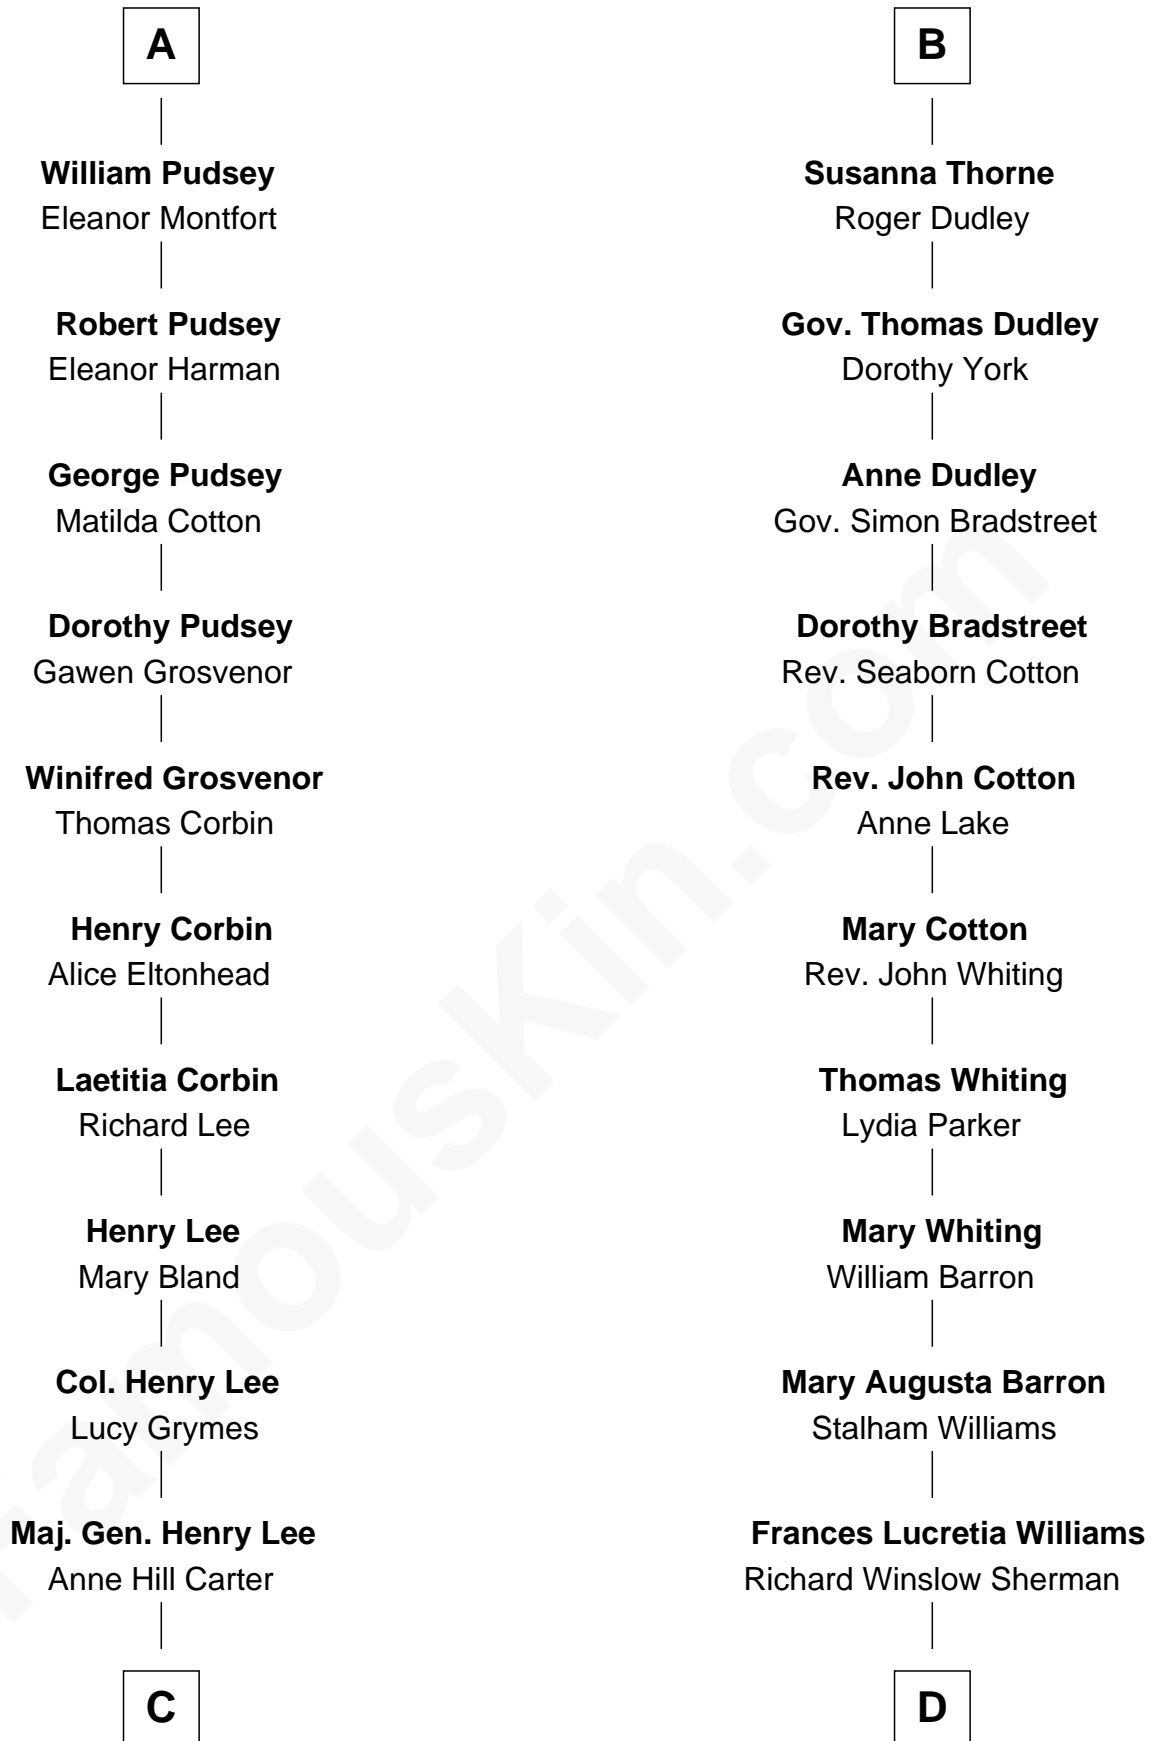 A
William Pudsey
Eleanor Montfort
Robert Pudsey
Eleanor Harman
George Pudsey
Matilda Cotton
Dorothy Pudsey
Gawen Grosvenor
Winifred Grosvenor
Thomas Corbin
Henry Corbin
Alice Eltonhead
Laetitia Corbin
Richard Lee
Henry Lee
Mary Bland
Col. Henry Lee
Lucy Grymes
Maj. Gen. Henry Lee
Anne Hill Carter
C
B
Susanna Thorne
Roger Dudley
Gov. Thomas Dudley
Dorothy York
Anne Dudley
Gov. Simon Bradstreet
Dorothy Bradstreet
Rev. Seaborn Cotton
Rev. John Cotton
Anne Lake
Mary Cotton
Rev. John Whiting
Thomas Whiting
Lydia Parker
Mary Whiting
William Barron
Mary Augusta Barron
Stalham Williams
Frances Lucretia Williams
Richard Winslow Sherman
D
FamousKin.com